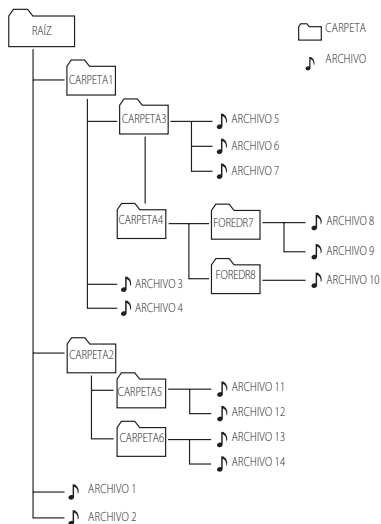 RAÍZ
CARPETA
ARCHIVO
CARPETA1
CARPETA3
ARCHIVO 5
ARCHIVO 6
ARCHIVO 7
CARPETA4
FOREDR7
ARCHIVO 8
ARCHIVO 9
FOREDR8
ARCHIVO 10
ARCHIVO 3
ARCHIVO 4
CARPETA2
CARPETA5
ARCHIVO 11
ARCHIVO 12
CARPETA6
ARCHIVO 13
ARCHIVO 14
ARCHIVO 1
ARCHIVO 2